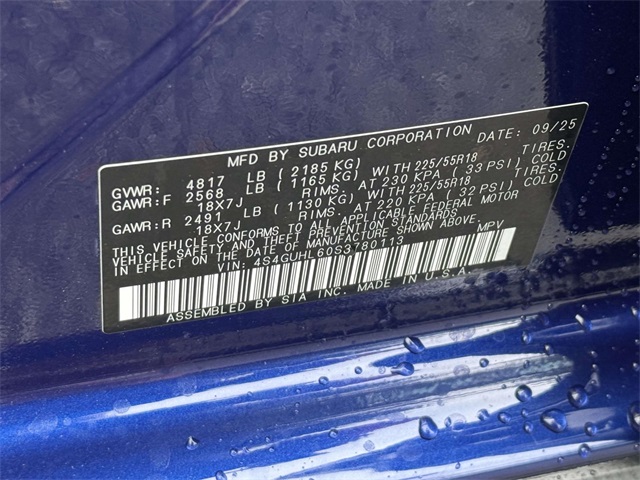 MFD BY SUBARU CORPORATION DATE: 09/25
GVWR: 4817 LB (2185 KG)
GAWR:F 2568 LB (1165 KG) WITH 225/55R18 TIRES.
18X7J RIMS. AT 230 KPA (33 PSI) COLD
GAWR:R 2491 LB (1130 KG) WITH 225/55R18 TIRES.
18X7J RIMS. AT 220 KPA (32 PSI) COLD
THIS VEHICLE CONFORMS TO ALL APPLICABLE FEDERAL MOTOR
VEHICLE SAFETY, BUMPER, AND THEFT PREVENTION STANDARDS
IN EFFECT ON THE DATE OF MANUFACTURE SHOWN ABOVE.
VIN: 4S4GUHL60S3780113 MPV
ASSEMBLED BY SIA INC. MADE IN U.S.A.